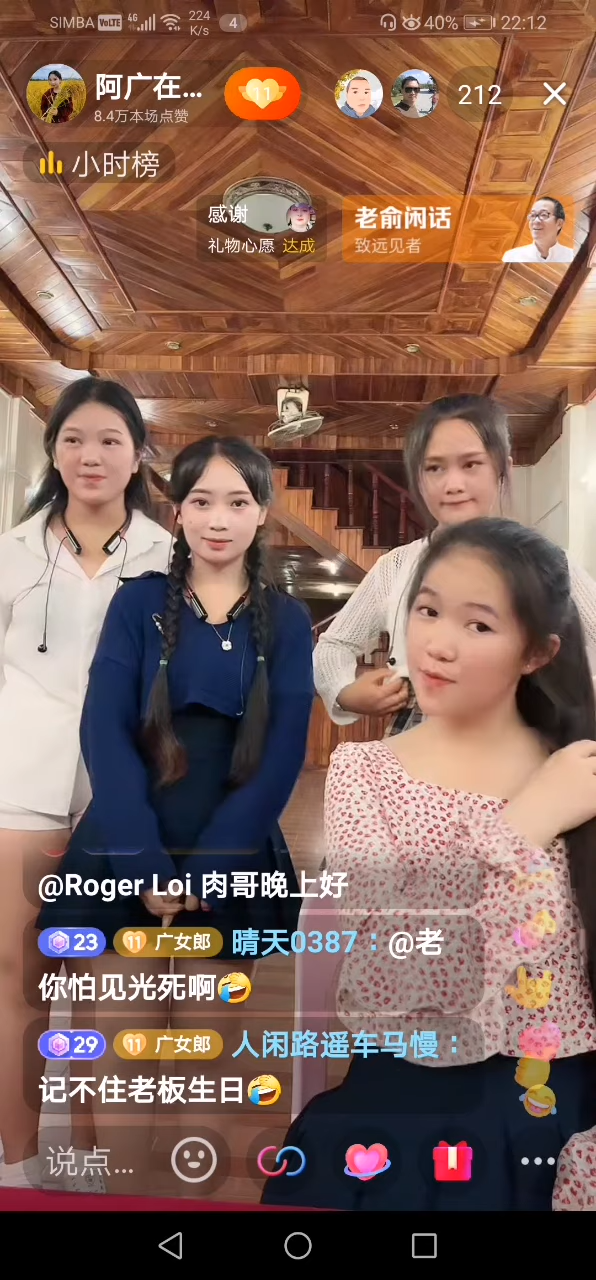 SIMBA VoLTE 4G 224 K/s 4 40% 22:12
阿广在... 11 212
8.4万本场点赞
小时榜
感谢 老俞闲话
礼物心愿 达成 致远见者
@Roger Loi 肉哥晚上好
23 11 广女郎 晴天0387：@老
你怕见光死啊🤣
29 11 广女郎 人闲路遥车马慢：
记不住老板生日🤣
说点...